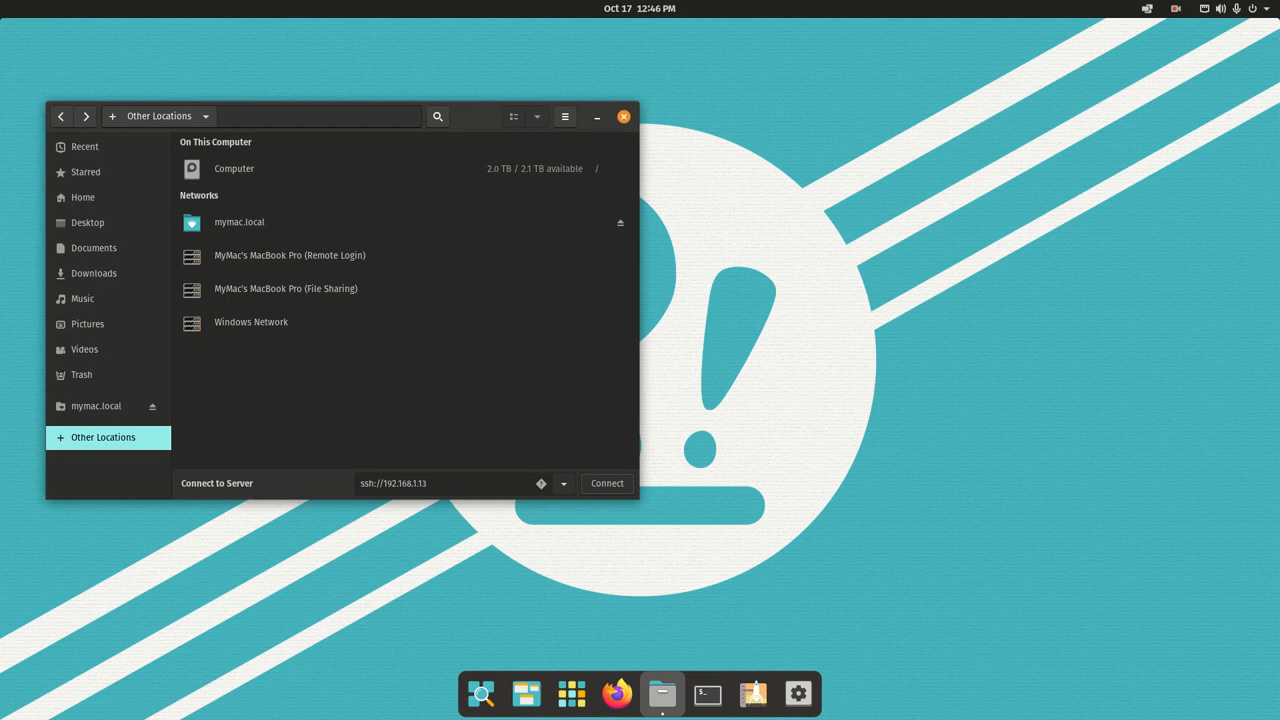 Oct 17 12:46 PM
Other Locations
Recent
Starred
Home
Desktop
Documents
Downloads
Music
Pictures
Videos
Trash
mymac.local
Other Locations
On This Computer
Computer 2.0 TB / 2.1 TB available /
Networks
mymac.local
MyMac's MacBook Pro (Remote Login)
MyMac's MacBook Pro (File Sharing)
Windows Network
Connect to Server ssh://192.168.1.13 Connect